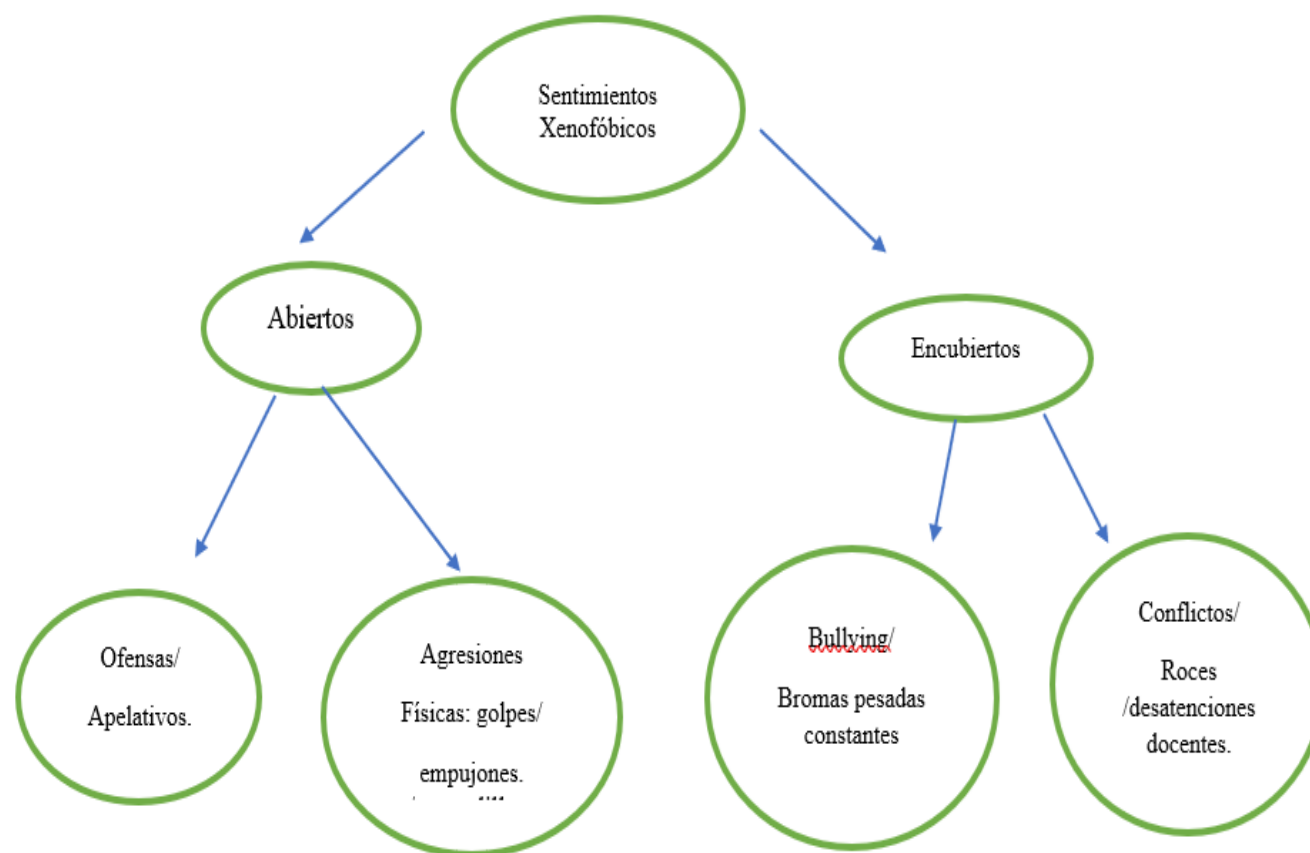 Sentimientos
Xenofóbicos
Abiertos
Encubiertos
Ofensas/
Apelativos.
Agresiones
Físicas: golpes/
empujones.
Bullying/
Bromas pesadas
constantes
Conflictos/
Roces
/desatenciones
docentes.